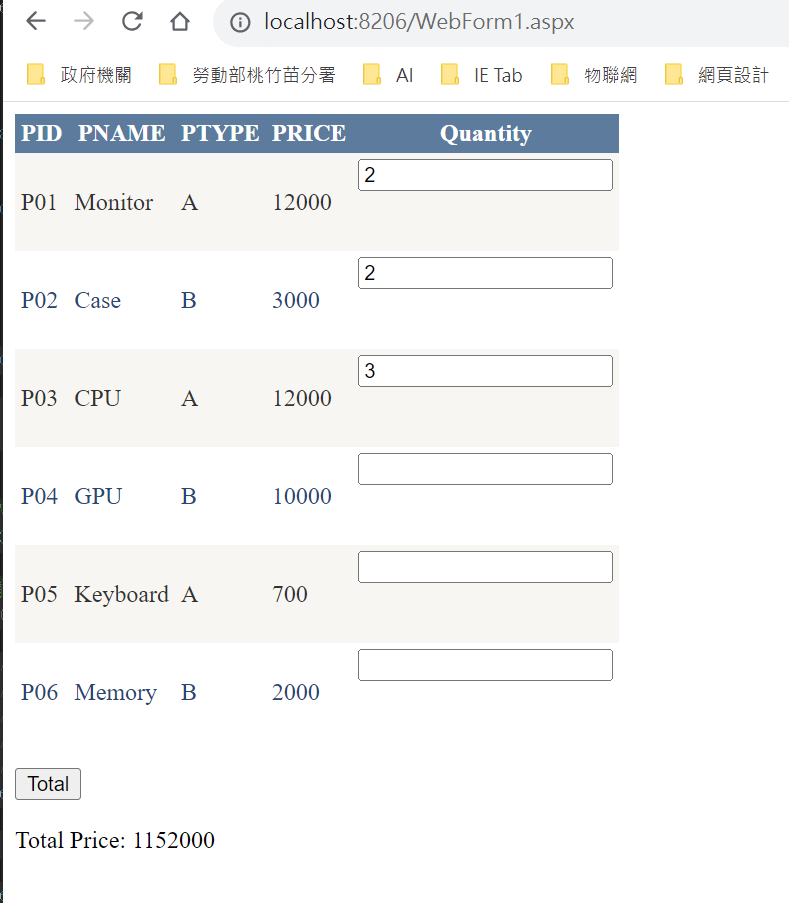 localhost:8206/WebForm1.aspx
政府機關 勞動部桃竹苗分署 AI IE Tab 物聯網 網頁設計
PID PNAME PTYPE PRICE Quantity
P01 Monitor A 12000 2
P02 Case B 3000 2
P03 CPU A 12000 3
P04 GPU B 10000
P05 Keyboard A 700
P06 Memory B 2000
Total
Total Price: 1152000